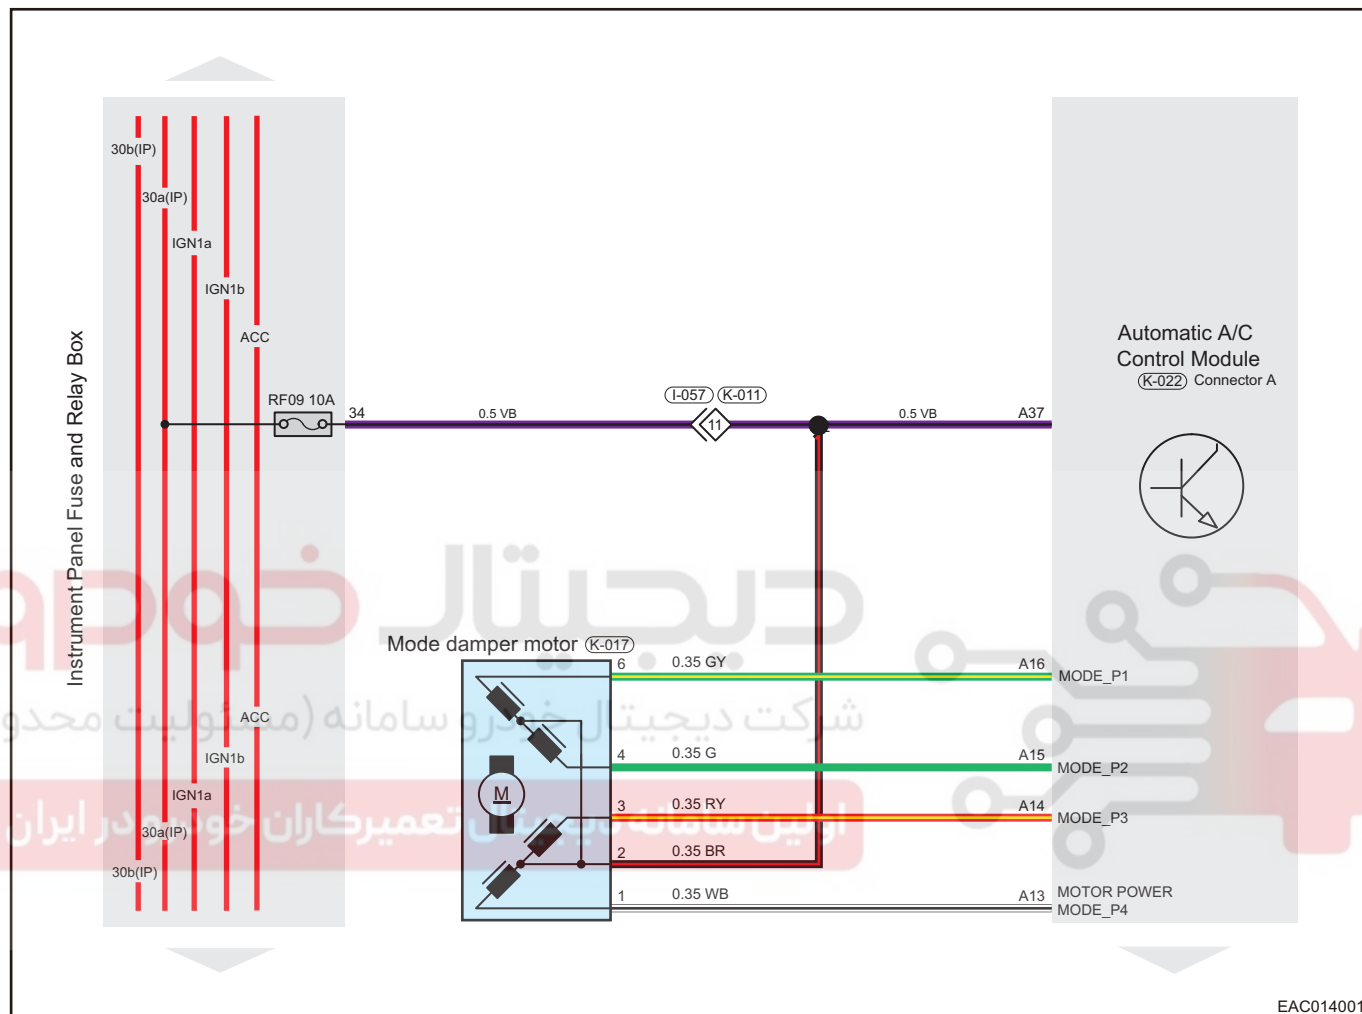 30b(IP)
30a(IP)
IGN1a
IGN1b
ACC
Instrument Panel Fuse and Relay Box
RF09 10A
34
0.5 VB
I-057
K-011
11
0.5 VB
A37
Automatic A/C
Control Module
K-022 Connector A
دیجیتال خودرو
شرکت دیجیتال خودرو سامانه (مسئولیت محدو
اولین سامانه دیجیتال تعمیرکاران خودرو در ایران
Mode damper motor K-017
6
0.35 GY
A16
MODE_P1
4
0.35 G
A15
MODE_P2
M
3
0.35 RY
A14
MODE_P3
2
0.35 BR
1
0.35 WB
A13
MOTOR POWER
MODE_P4
ACC
IGN1b
IGN1a
30a(IP)
30b(IP)
EAC014001